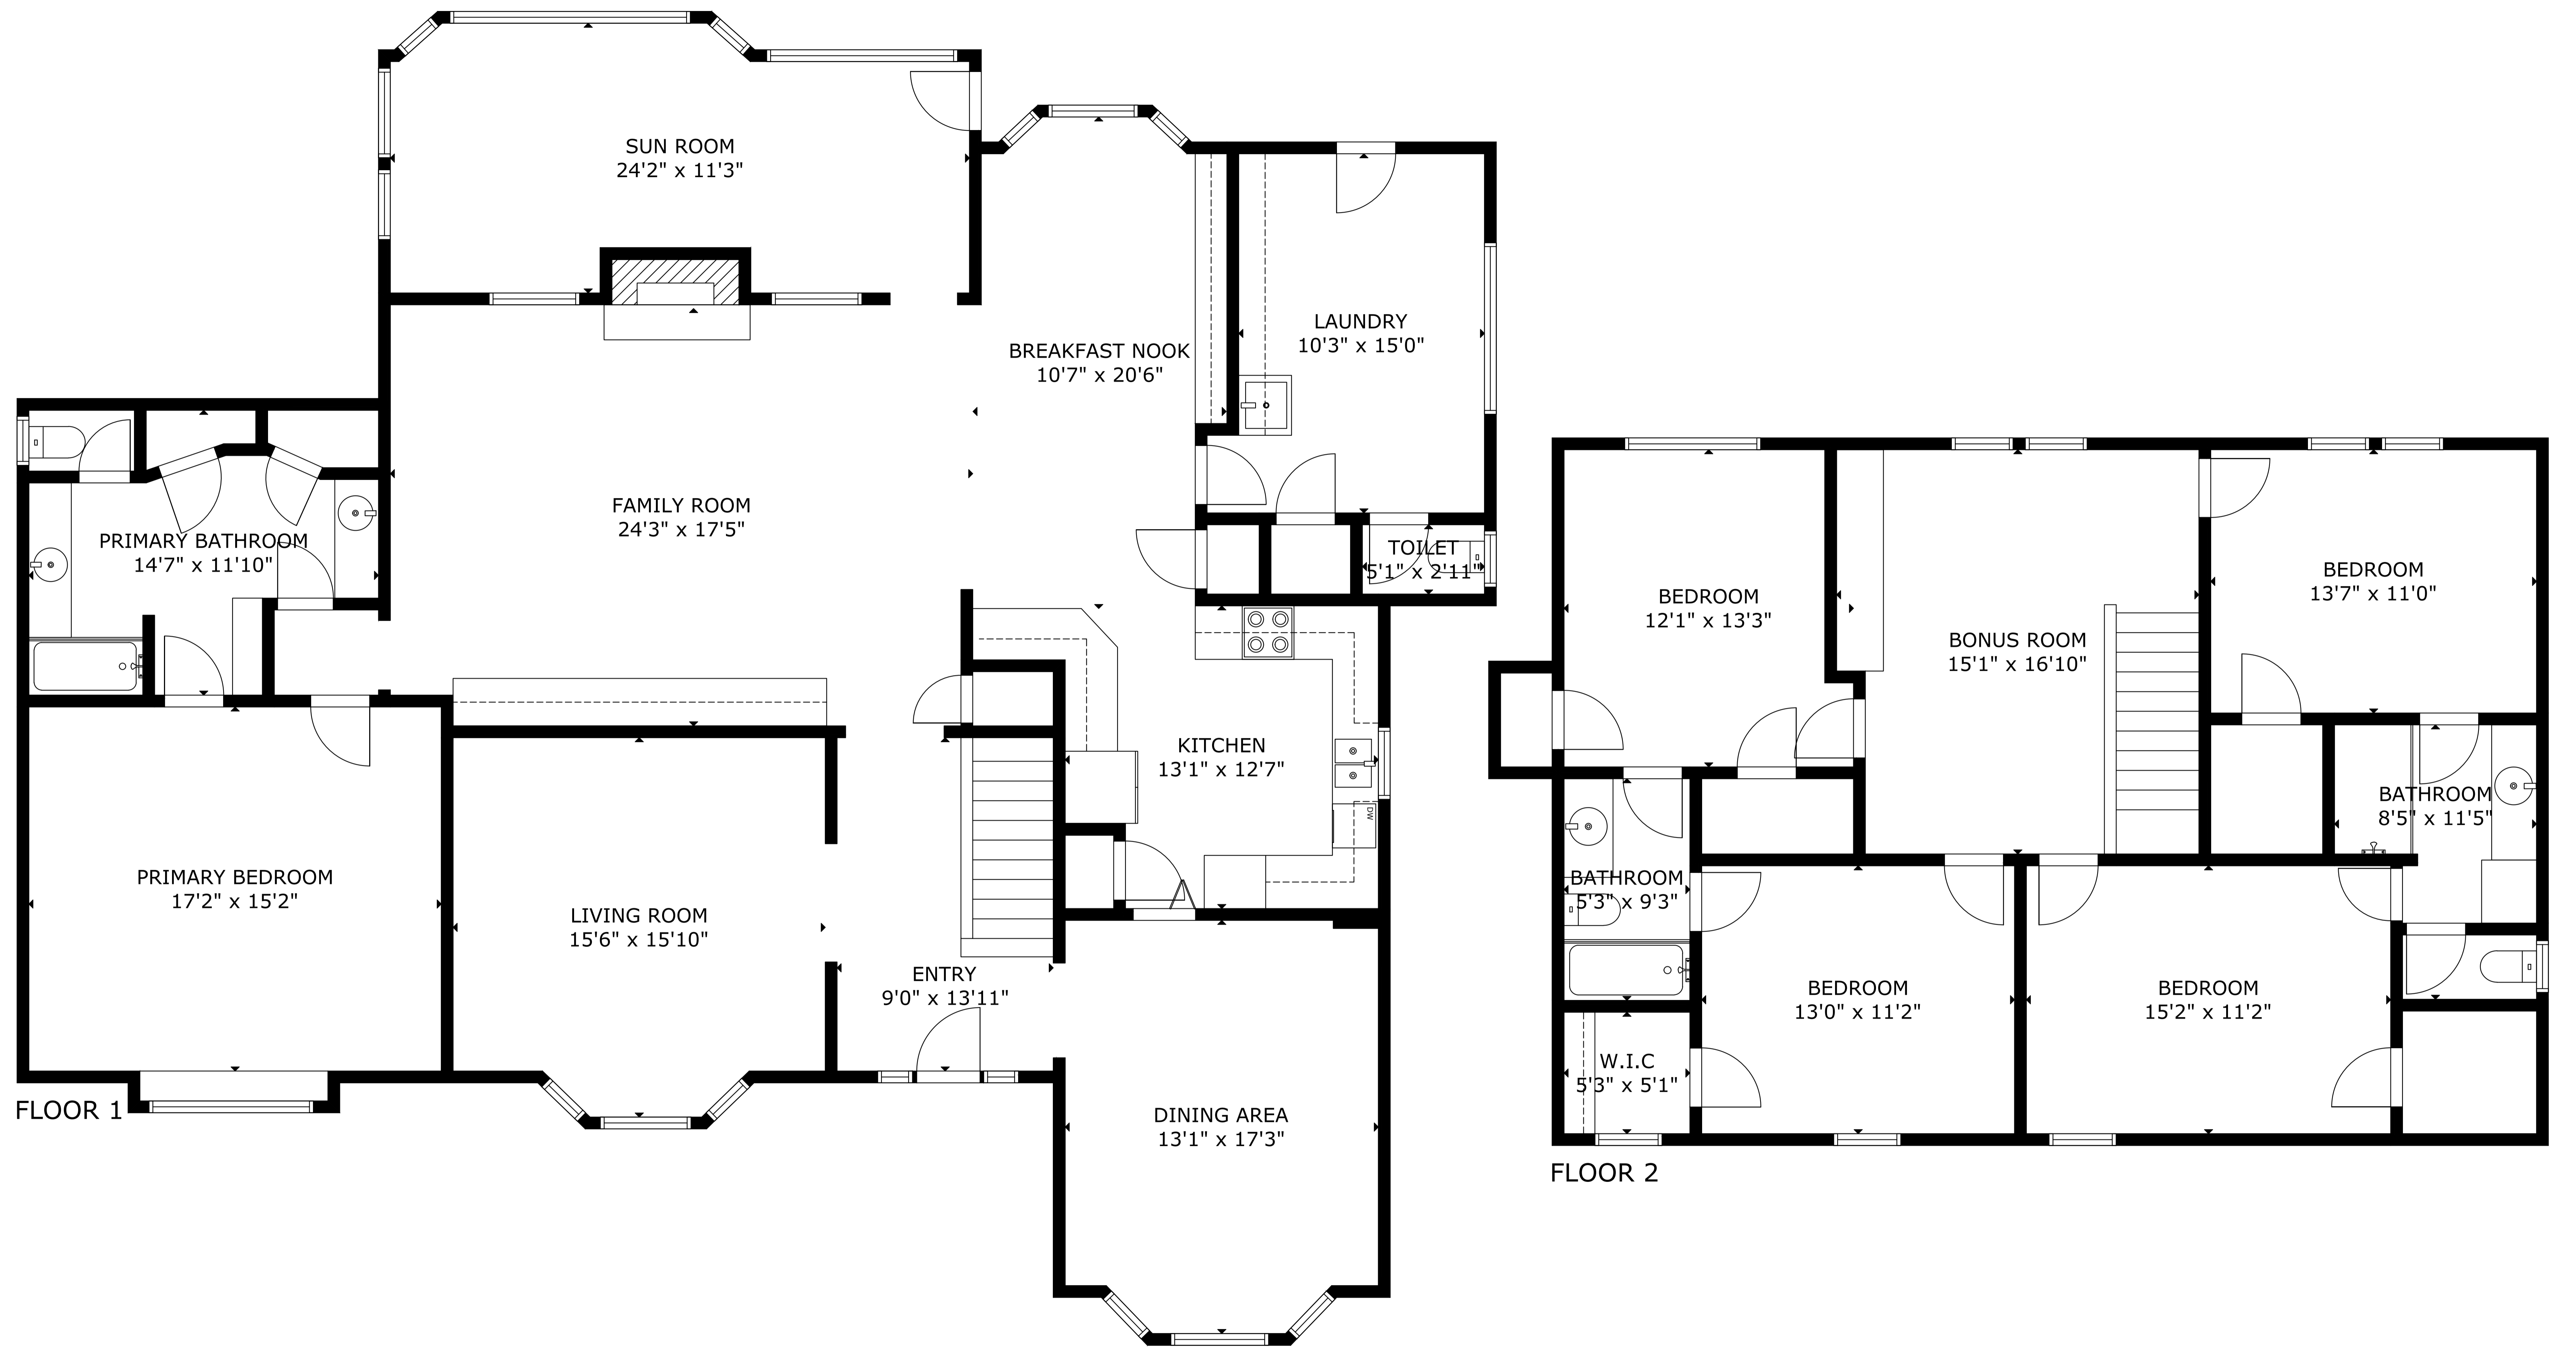 SUN ROOM
24'2" x 11'3"
BREAKFAST NOOK
10'7" x 20'6"
LAUNDRY
10'3" x 15'0"
FAMILY ROOM
24'3" x 17'5"
PRIMARY BATHROOM
14'7" x 11'10"
TOILET
5'1" x 2'11"
KITCHEN
13'1" x 12'7"
DW
PRIMARY BEDROOM
17'2" x 15'2"
LIVING ROOM
15'6" x 15'10"
ENTRY
9'0" x 13'11"
DINING AREA
13'1" x 17'3"
FLOOR 1
BEDROOM
12'1" x 13'3"
BONUS ROOM
15'1" x 16'10"
BEDROOM
13'7" x 11'0"
BATHROOM
8'5" x 11'5"
BATHROOM
5'3" x 9'3"
BEDROOM
13'0" x 11'2"
BEDROOM
15'2" x 11'2"
W.I.C
5'3" x 5'1"
FLOOR 2